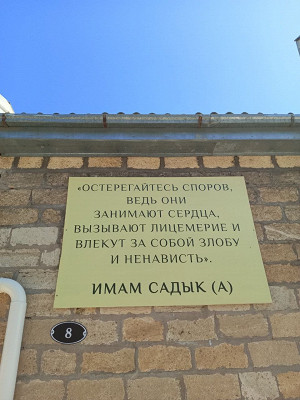 «ОСТЕРЕГАЙТЕСЬ СПОРОВ,
ВЕДЬ ОНИ
ЗАНИМАЮТ СЕРДЦА,
ВЫЗЫВАЮТ ЛИЦЕМЕРИЕ И
ВЛЕКУТ ЗА СОБОЙ ЗЛОБУ
И НЕНАВИСТЬ».
ИМАМ САДЫК (А)
8